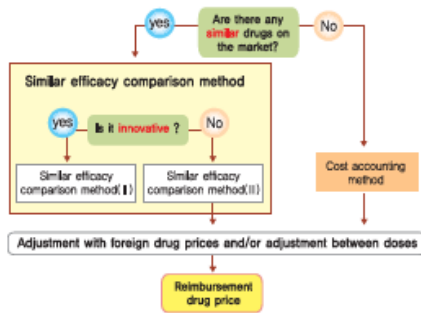 Are there any
similar drugs on
the market?
yes
No
Similar efficacy comparison method
yes
Is it innovative ?
No
Similar efficacy
comparison method(I)
Similar efficacy
comparison method(II)
Cost accounting
method
Adjustment with foreign drug prices and/or adjustment between doses
Reimbursement
drug price